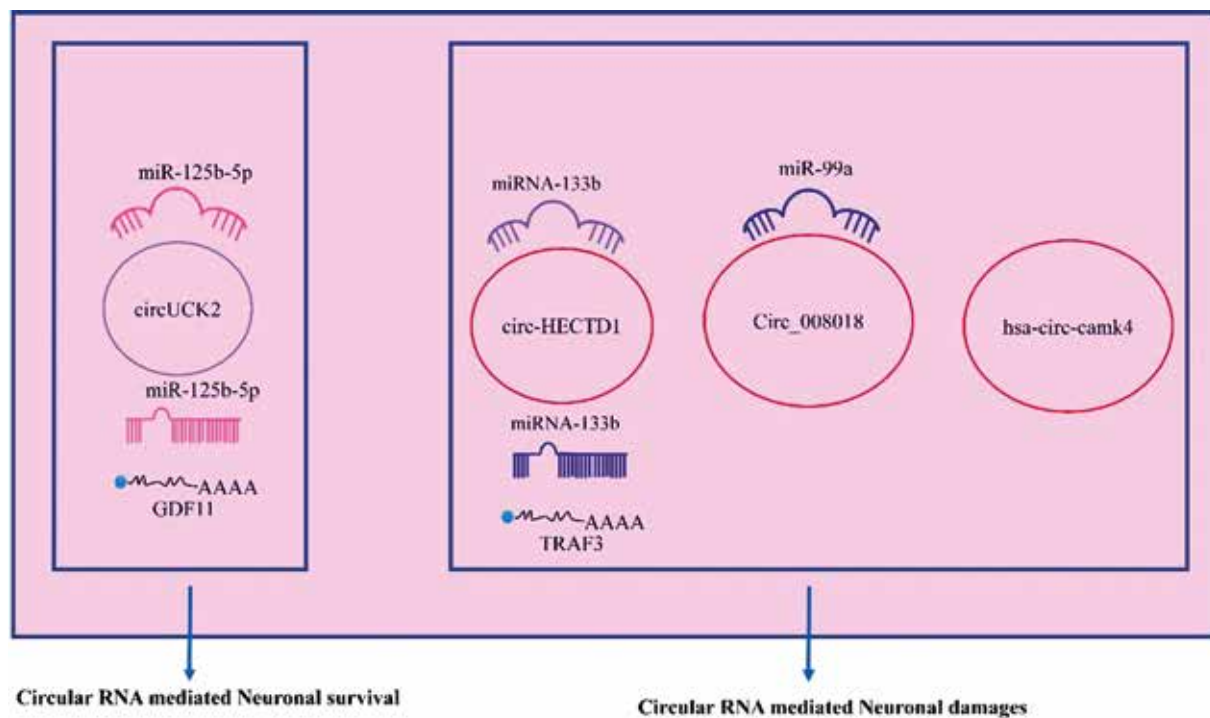 miR-125b-5p
circUCK2
miR-125b-5p
AAAA
GDF11
miRNA-133b
circ-HECTD1
miRNA-133b
AAAA
TRAF3
miR-99a
Circ_008018
hsa-circ-camk4
Circular RNA mediated Neuronal survival
Circular RNA mediated Neuronal damages